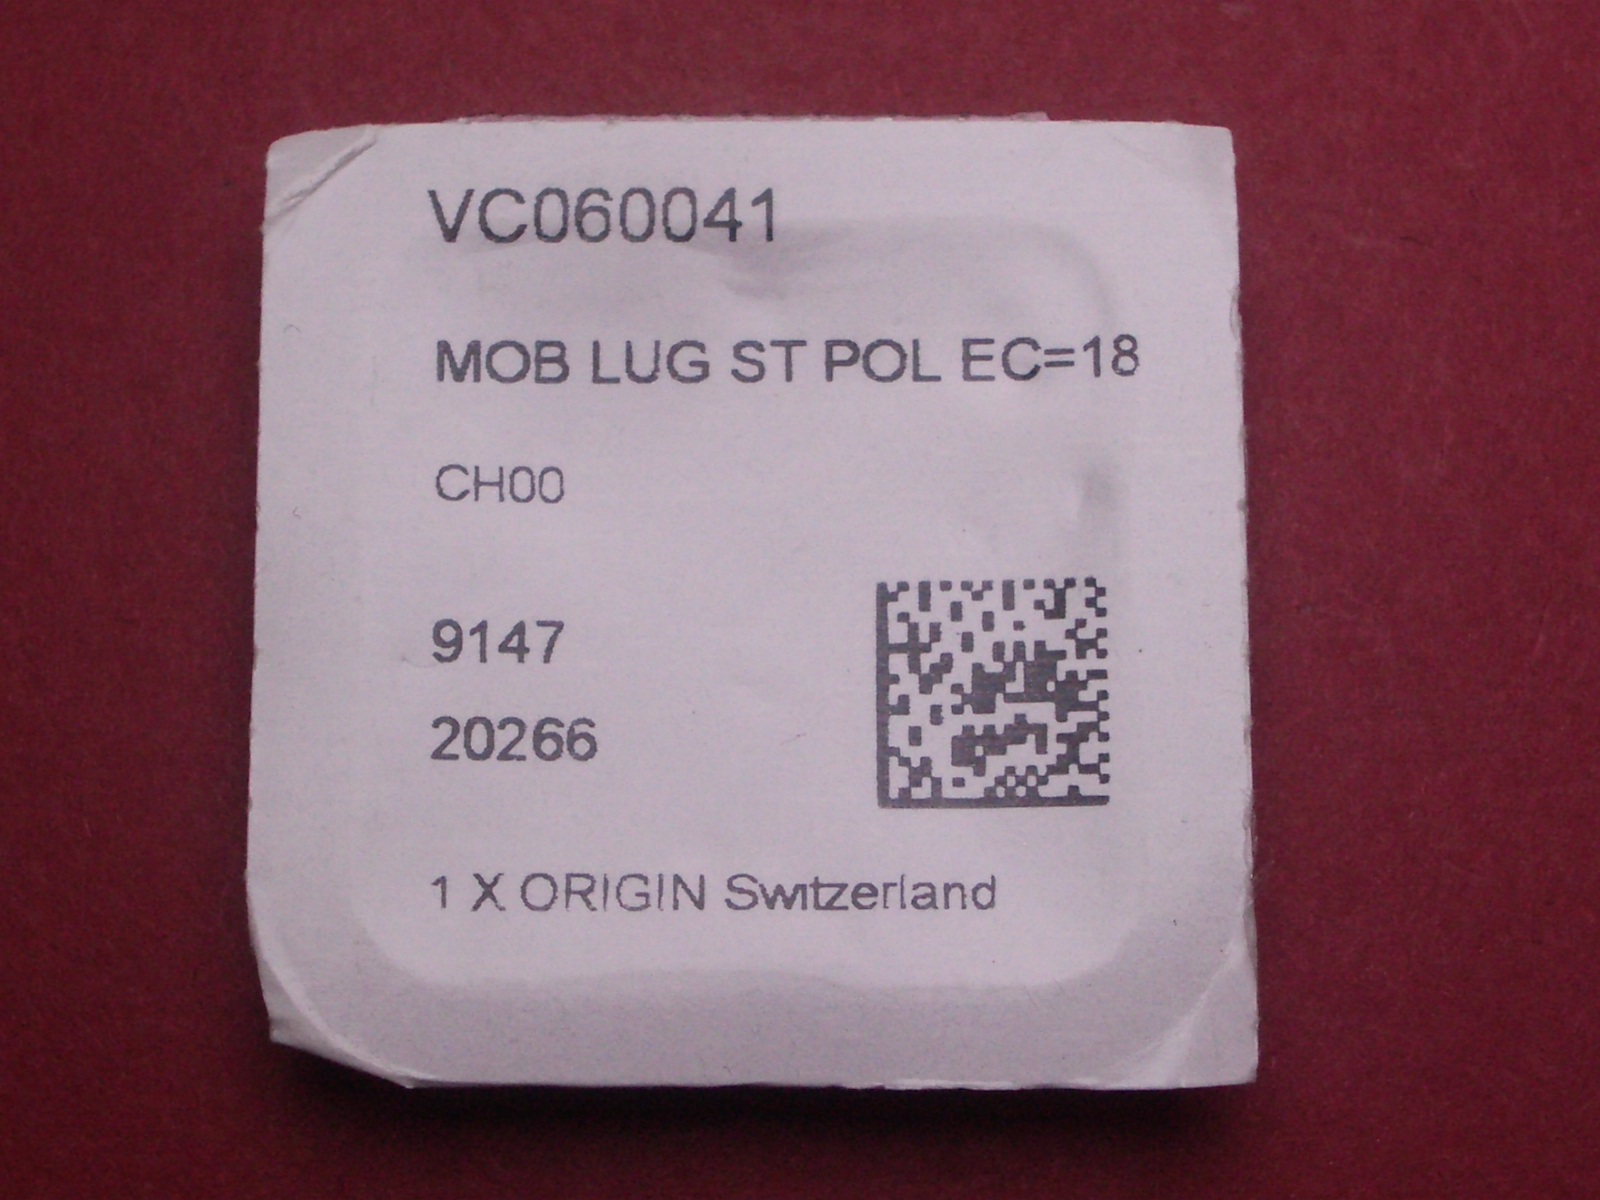 VC060041
MOB LUG ST POL EC=18
CH00
9147
20266
1 X ORIGIN Switzerland